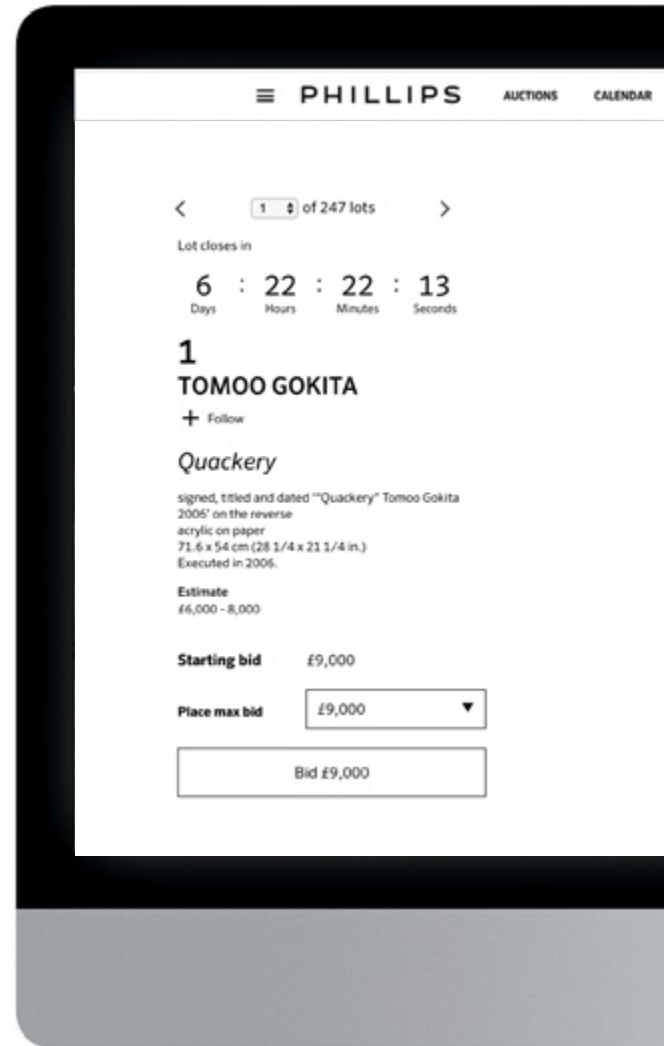 PHILLIPS AUCTIONS CALENDAR
1 of 247 lots
Lot closes in
6 : 22 : 22 : 13
Days Hours Minutes Seconds
1
TOMOO GOKITA
+ Follow
Quackery
signed, titled and dated '"Quackery" Tomoo Gokita
2006' on the reverse
acrylic on paper
71.6 x 54 cm (28 1/4 x 21 1/4 in.)
Executed in 2006.
Estimate
£6,000 - 8,000
Starting bid £9,000
Place max bid £9,000
Bid £9,000